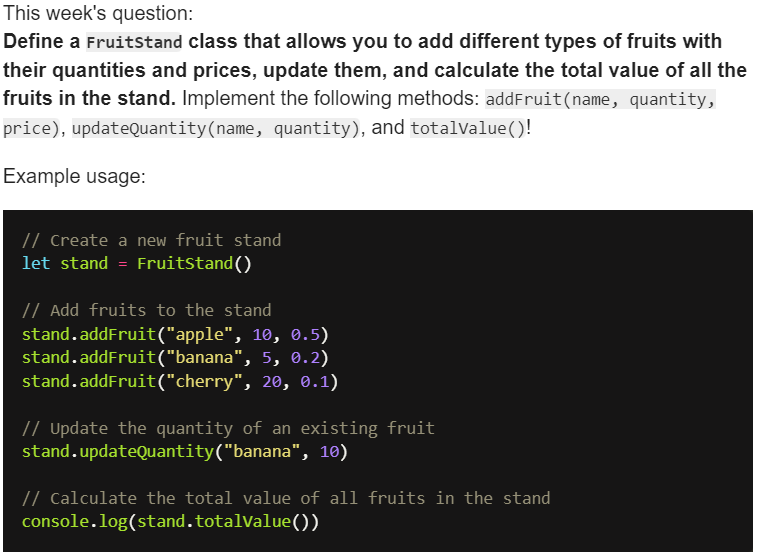 This week's question:
Define a FruitStand class that allows you to add different types of fruits with
their quantities and prices, update them, and calculate the total value of all the
fruits in the stand. Implement the following methods: addFruit(name, quantity,
price), updateQuantity(name, quantity), and totalValue()!
Example usage:
// Create a new fruit stand
let stand = FruitStand()
// Add fruits to the stand
stand.addFruit("apple", 10, 0.5)
stand.addFruit("banana", 5, 0.2)
stand.addFruit("cherry", 20, 0.1)
// Update the quantity of an existing fruit
stand.updateQuantity("banana", 10)
// Calculate the total value of all fruits in the stand
console.log(stand.totalValue())